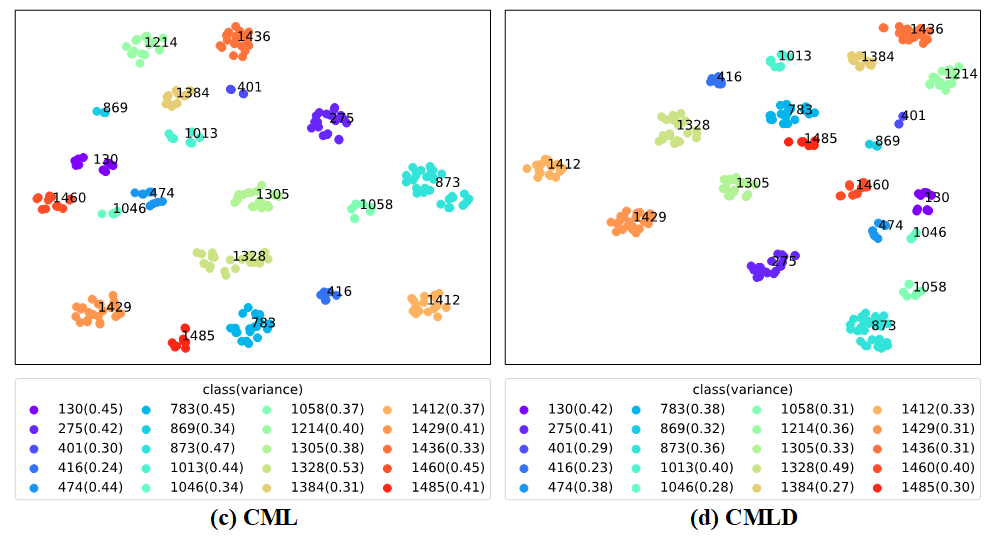 1214
1436
1384
401
869
275
1013
130
873
1460
474
1046
1305
1058
1328
416
1412
1429
783
1485
class(variance)
130(0.45) 783(0.45) 1058(0.37) 1412(0.37)
275(0.42) 869(0.34) 1214(0.40) 1429(0.41)
401(0.30) 873(0.47) 1305(0.38) 1436(0.33)
416(0.24) 1013(0.44) 1328(0.53) 1460(0.45)
474(0.44) 1046(0.34) 1384(0.31) 1485(0.41)
(c) CML
1436
1013
1384
416
1214
783
401
1328
1485
869
1412
1305
1460
130
1429
474
1046
275
1058
873
class(variance)
130(0.42) 783(0.38) 1058(0.31) 1412(0.33)
275(0.41) 869(0.32) 1214(0.36) 1429(0.31)
401(0.29) 873(0.36) 1305(0.33) 1436(0.31)
416(0.23) 1013(0.40) 1328(0.49) 1460(0.40)
474(0.38) 1046(0.28) 1384(0.27) 1485(0.30)
(d) CMLD